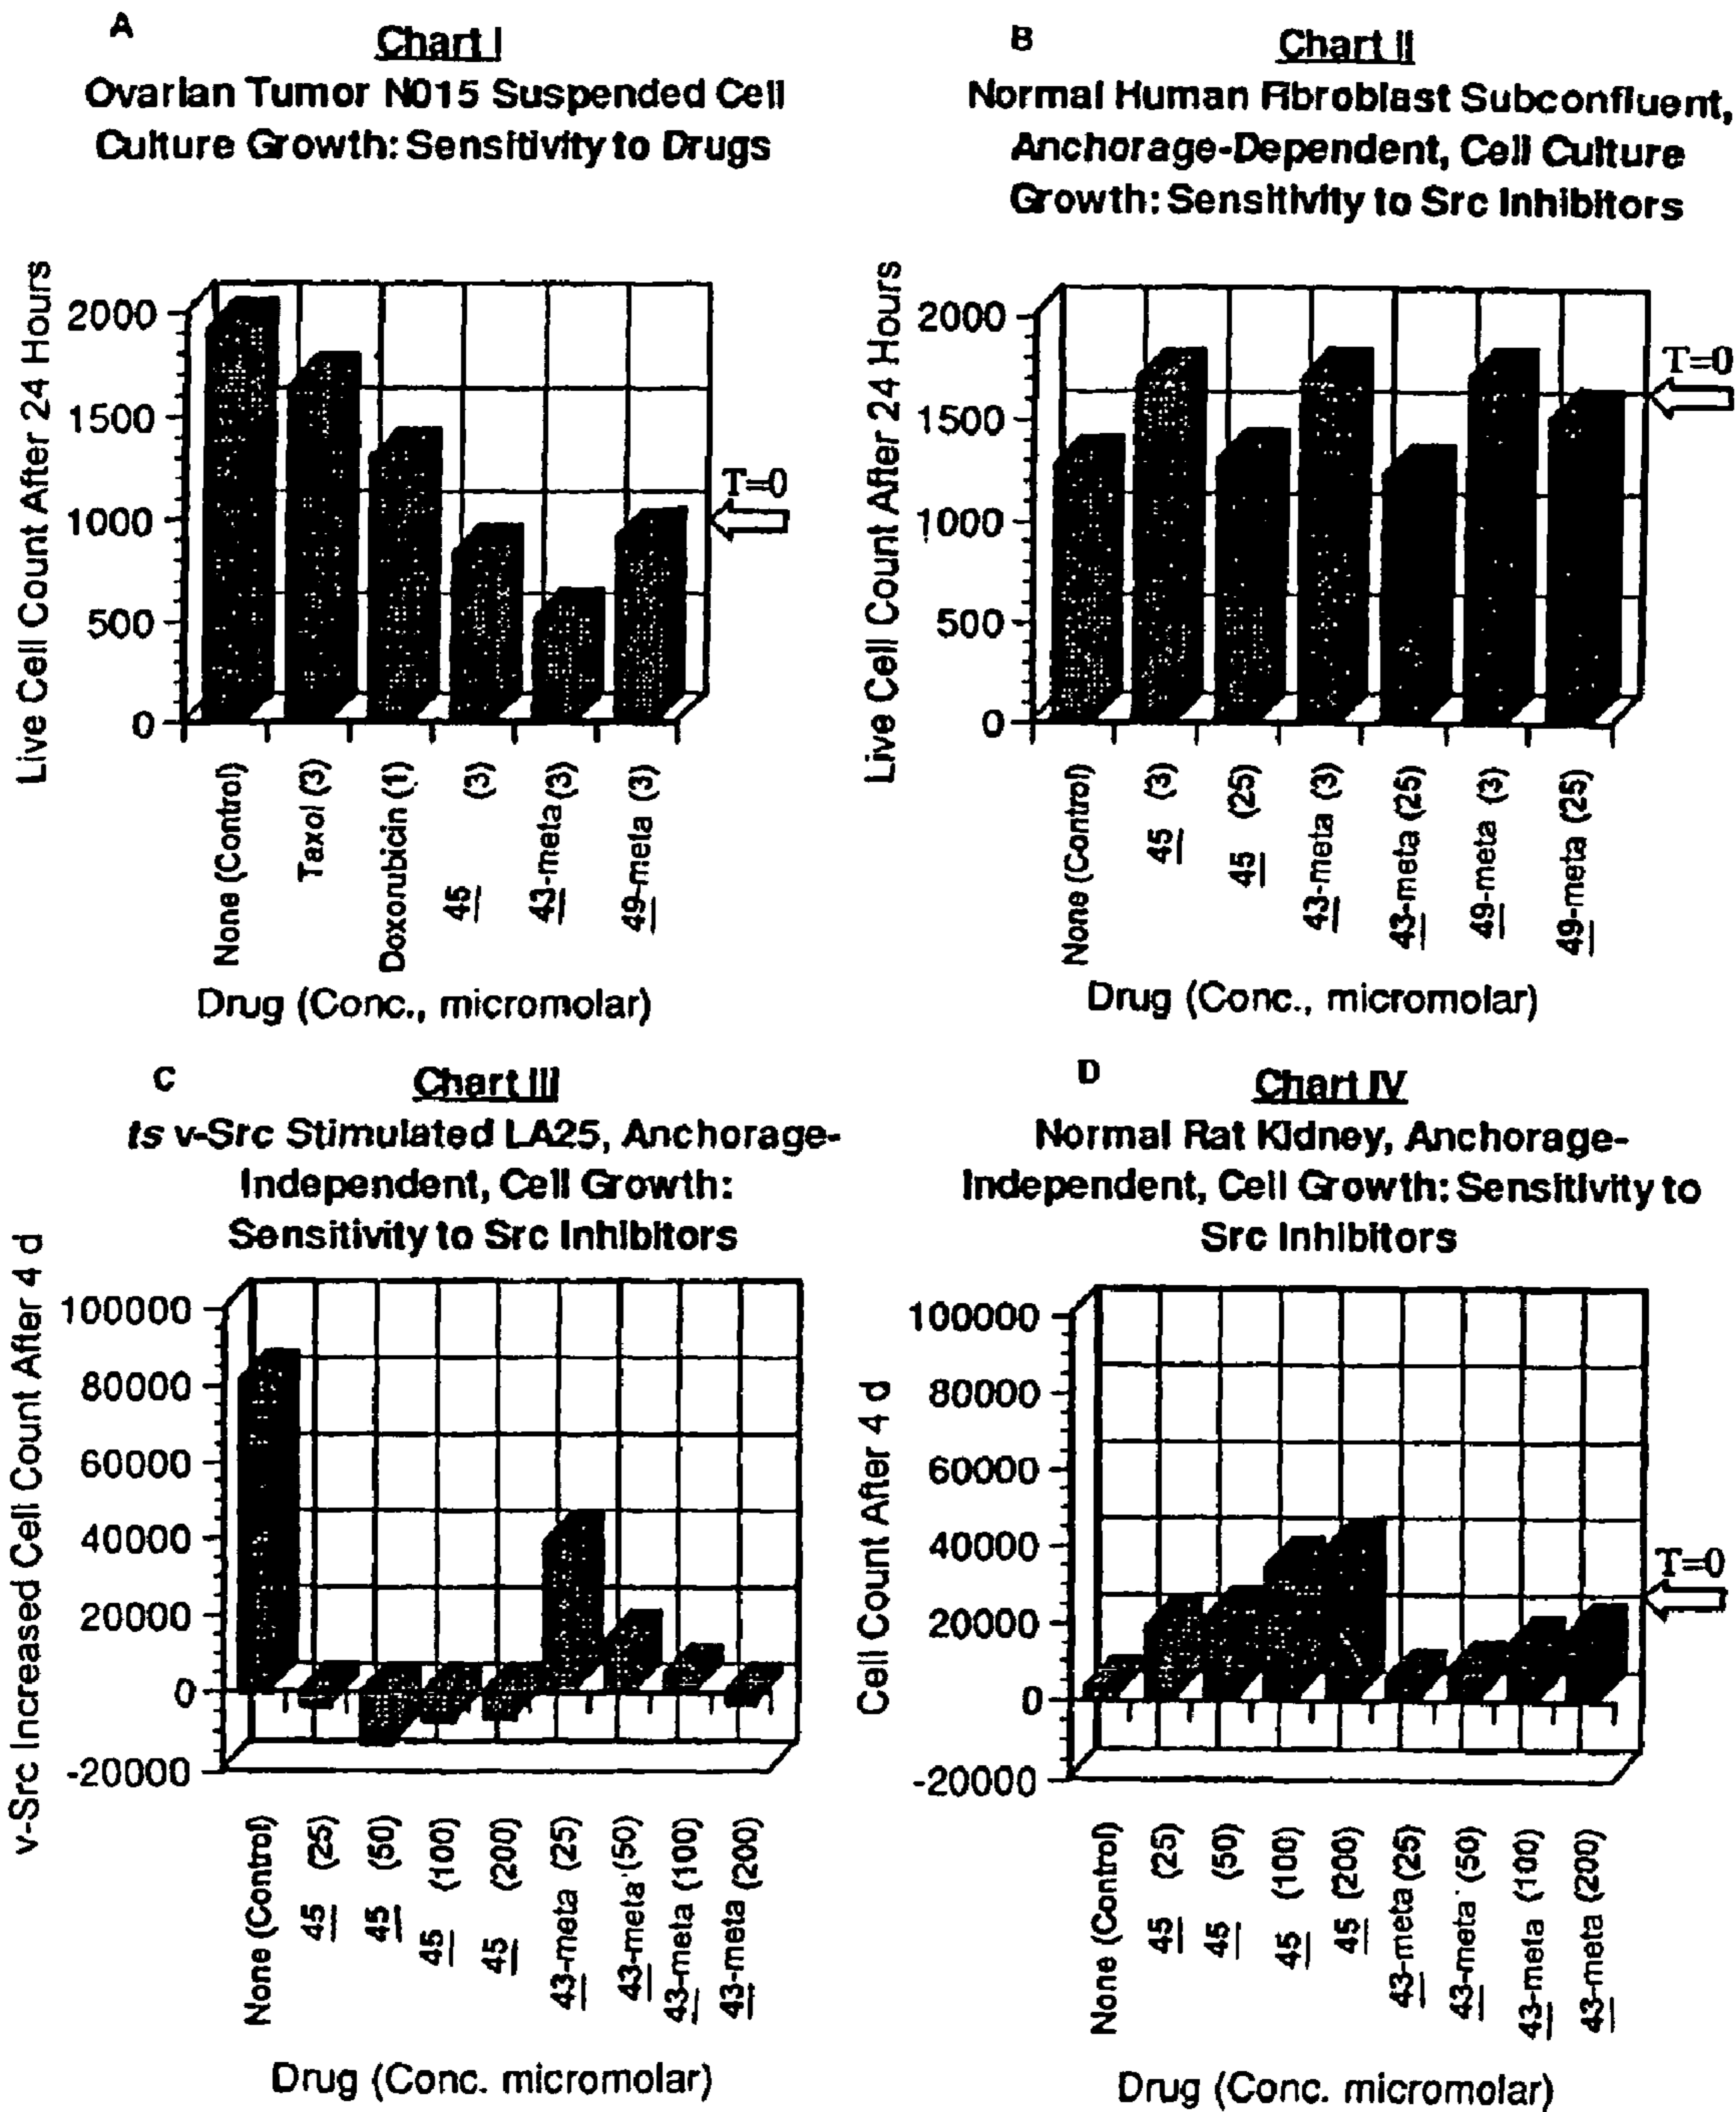 A
Chart I
Ovarian Tumor N015 Suspended Cell
Culture Growth: Sensitivity to Drugs
Live Cell Count After 24 Hours
2000
1500
1000
500
0
T=0
None (Control)
Taxol (3)
Doxorubicin (1)
45 (3)
43-meta (3)
49-meta (3)
Drug (Conc., micromolar)
B
Chart II
Normal Human Fibroblast Subconfluent,
Anchorage-Dependent, Cell Culture
Growth: Sensitivity to Src Inhibitors
Live Cell Count After 24 Hours
2000
1500
1000
500
0
T=0
None (Control)
45 (3)
45 (25)
43-meta (3)
43-meta (25)
49-meta (3)
49-meta (25)
Drug (Conc., micromolar)
C
Chart III
ts v-Src Stimulated LA25, Anchorage-
Independent, Cell Growth:
Sensitivity to Src Inhibitors
v-Src Increased Cell Count After 4 d
100000
80000
60000
40000
20000
0
-20000
None (Control)
45 (25)
45 (50)
45 (100)
45 (200)
43-meta (25)
43-meta (50)
43-meta (100)
43-meta (200)
Drug (Conc. micromolar)
D
Chart IV
Normal Rat Kidney, Anchorage-
Independent, Cell Growth: Sensitivity to
Src Inhibitors
Cell Count After 4 d
100000
80000
60000
40000
20000
0
-20000
T=0
None (Control)
45 (25)
45 (50)
45 (100)
45 (200)
43-meta (25)
43-meta (50)
43-meta (100)
43-meta (200)
Drug (Conc. micromolar)